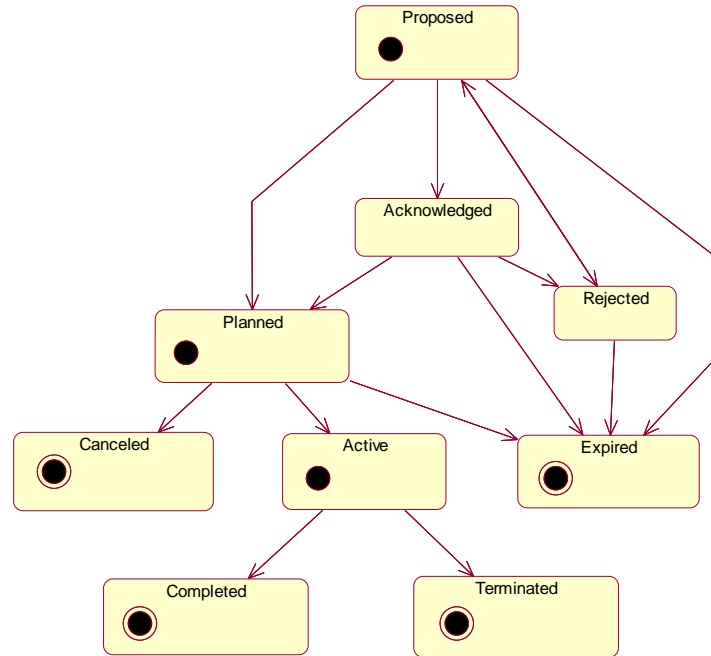 Proposed
Acknowledged
Rejected
Planned
Canceled
Active
Expired
Completed
Terminated